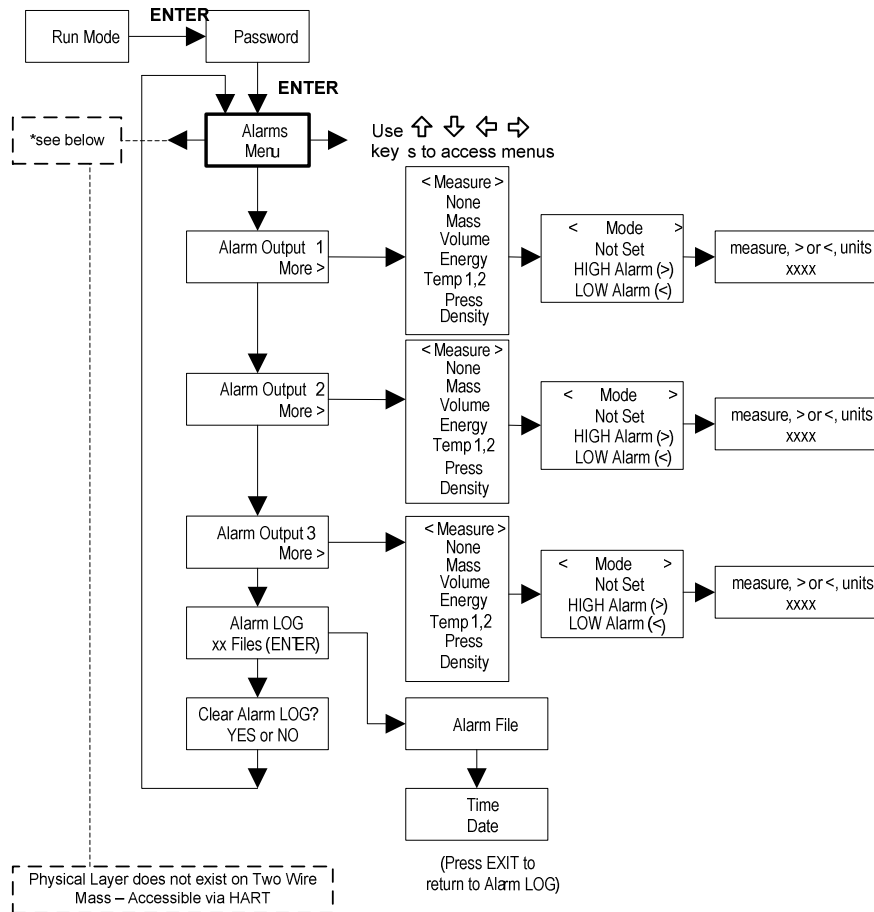 ENTER
Run Mode
Password
ENTER
*see below
Alarms
Menu
Use
key s to access menus
Alarm Output 1
More >
< Measure >
None
Mass
Volume
Energy
Temp 1,2
Press
Density
< Mode >
Not Set
HIGH Alarm (>)
LOW Alarm (<)
measure, > or <, units
xxxx
Alarm Output 2
More >
< Measure >
None
Mass
Volume
Energy
Temp 1,2
Press
Density
< Mode >
Not Set
HIGH Alarm (>)
LOW Alarm (<)
measure, > or <, units
xxxx
Alarm Output 3
More >
< Measure >
None
Mass
Volume
Energy
Temp 1,2
Press
Density
< Mode >
Not Set
HIGH Alarm (>)
LOW Alarm (<)
measure, > or <, units
xxxx
Alarm LOG
xx Files (ENTER)
Clear Alarm LOG?
YES or NO
Alarm File
Time
Date
(Press EXIT to
return to Alarm LOG)
Physical Layer does not exist on Two Wire
Mass – Accessible via HART